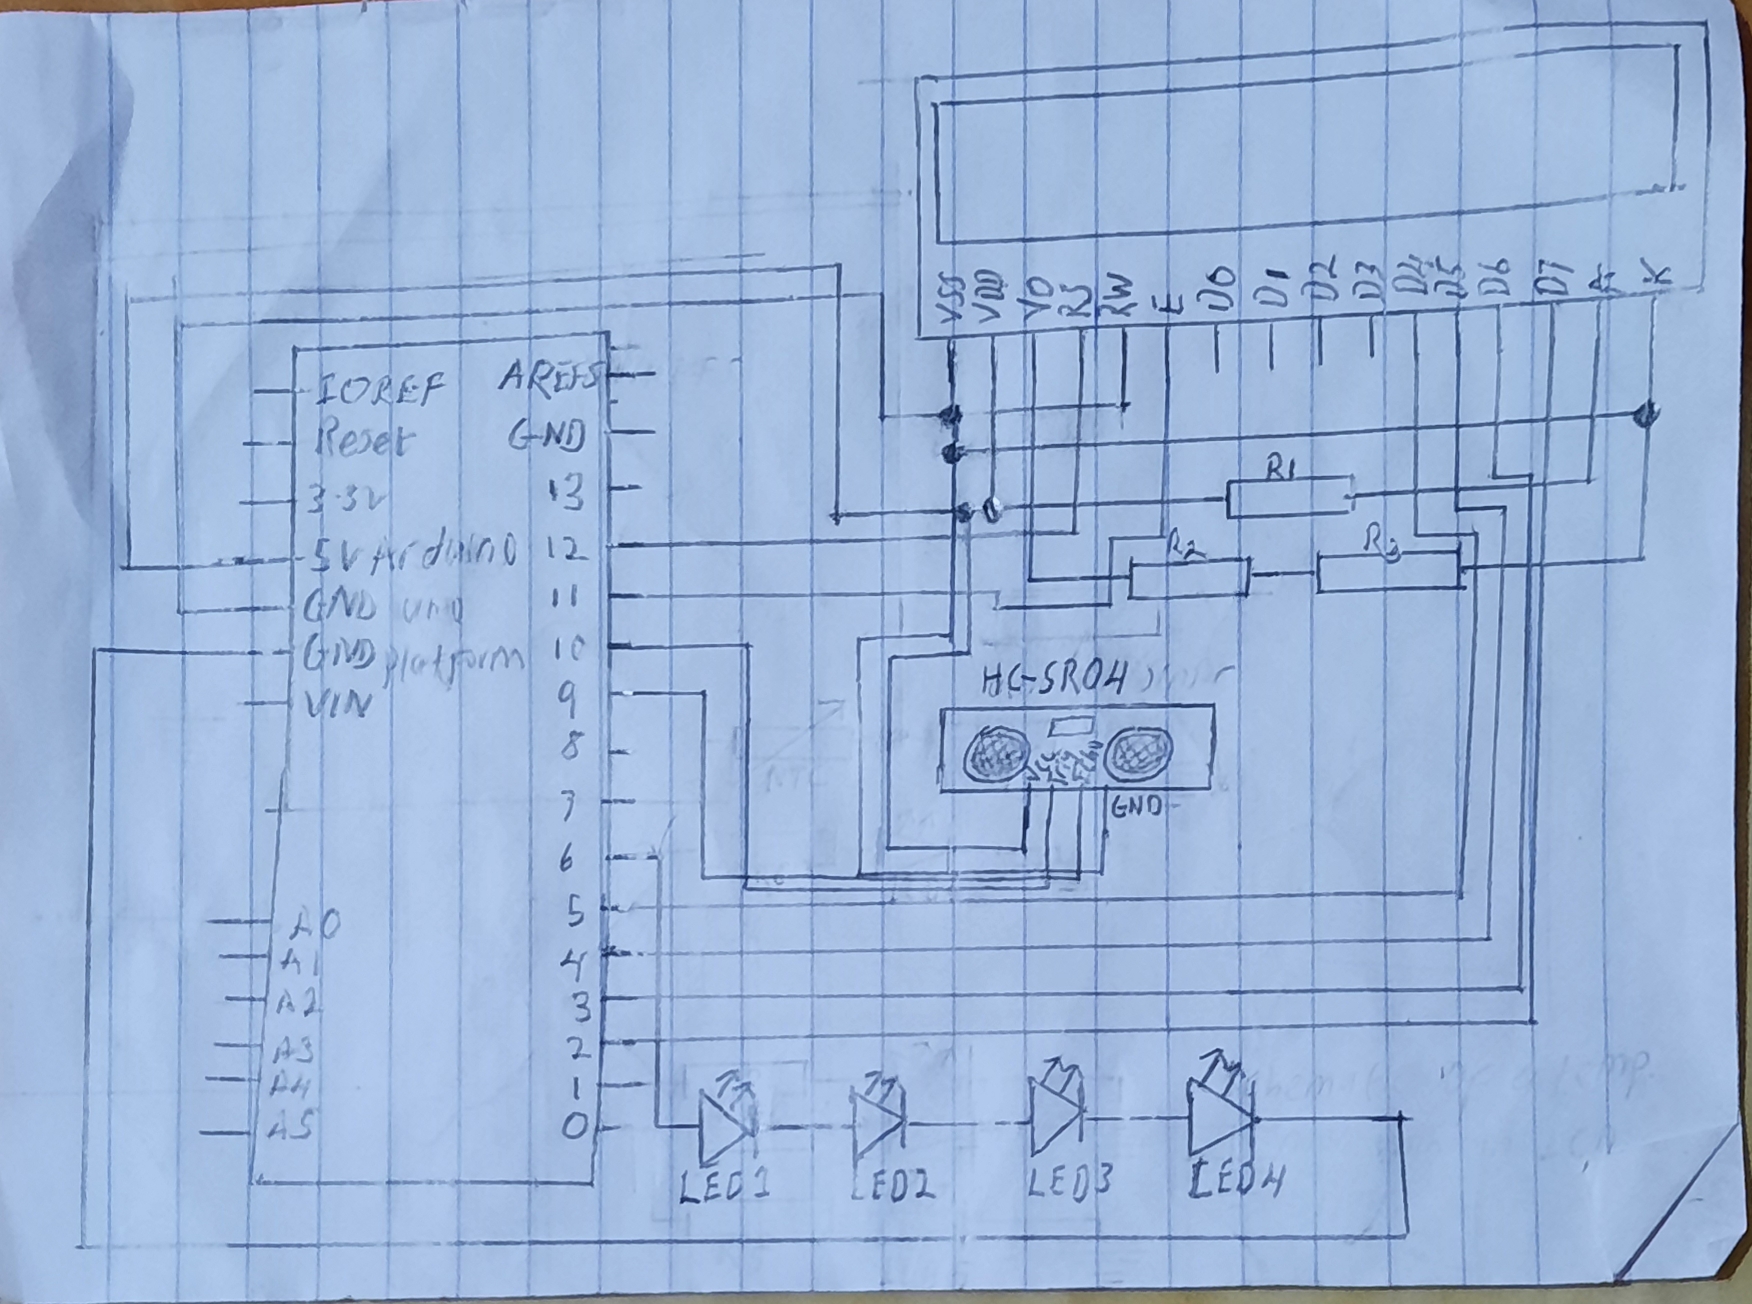 VSS
VDD
VO
RS
RW
E
D0
D1
D2
D3
D4
D5
D6
D7
A
K
IOREF
Reset
3.3V
5V Arduino
GND uno
GND platform
VIN
A0
A1
A2
A3
A4
A5
AREF
GND
13
12
11
10
9
8
7
6
5
4
3
2
1
0
R1
R2
R3
HC-SR04
GND
LED1
LED2
LED3
LED4